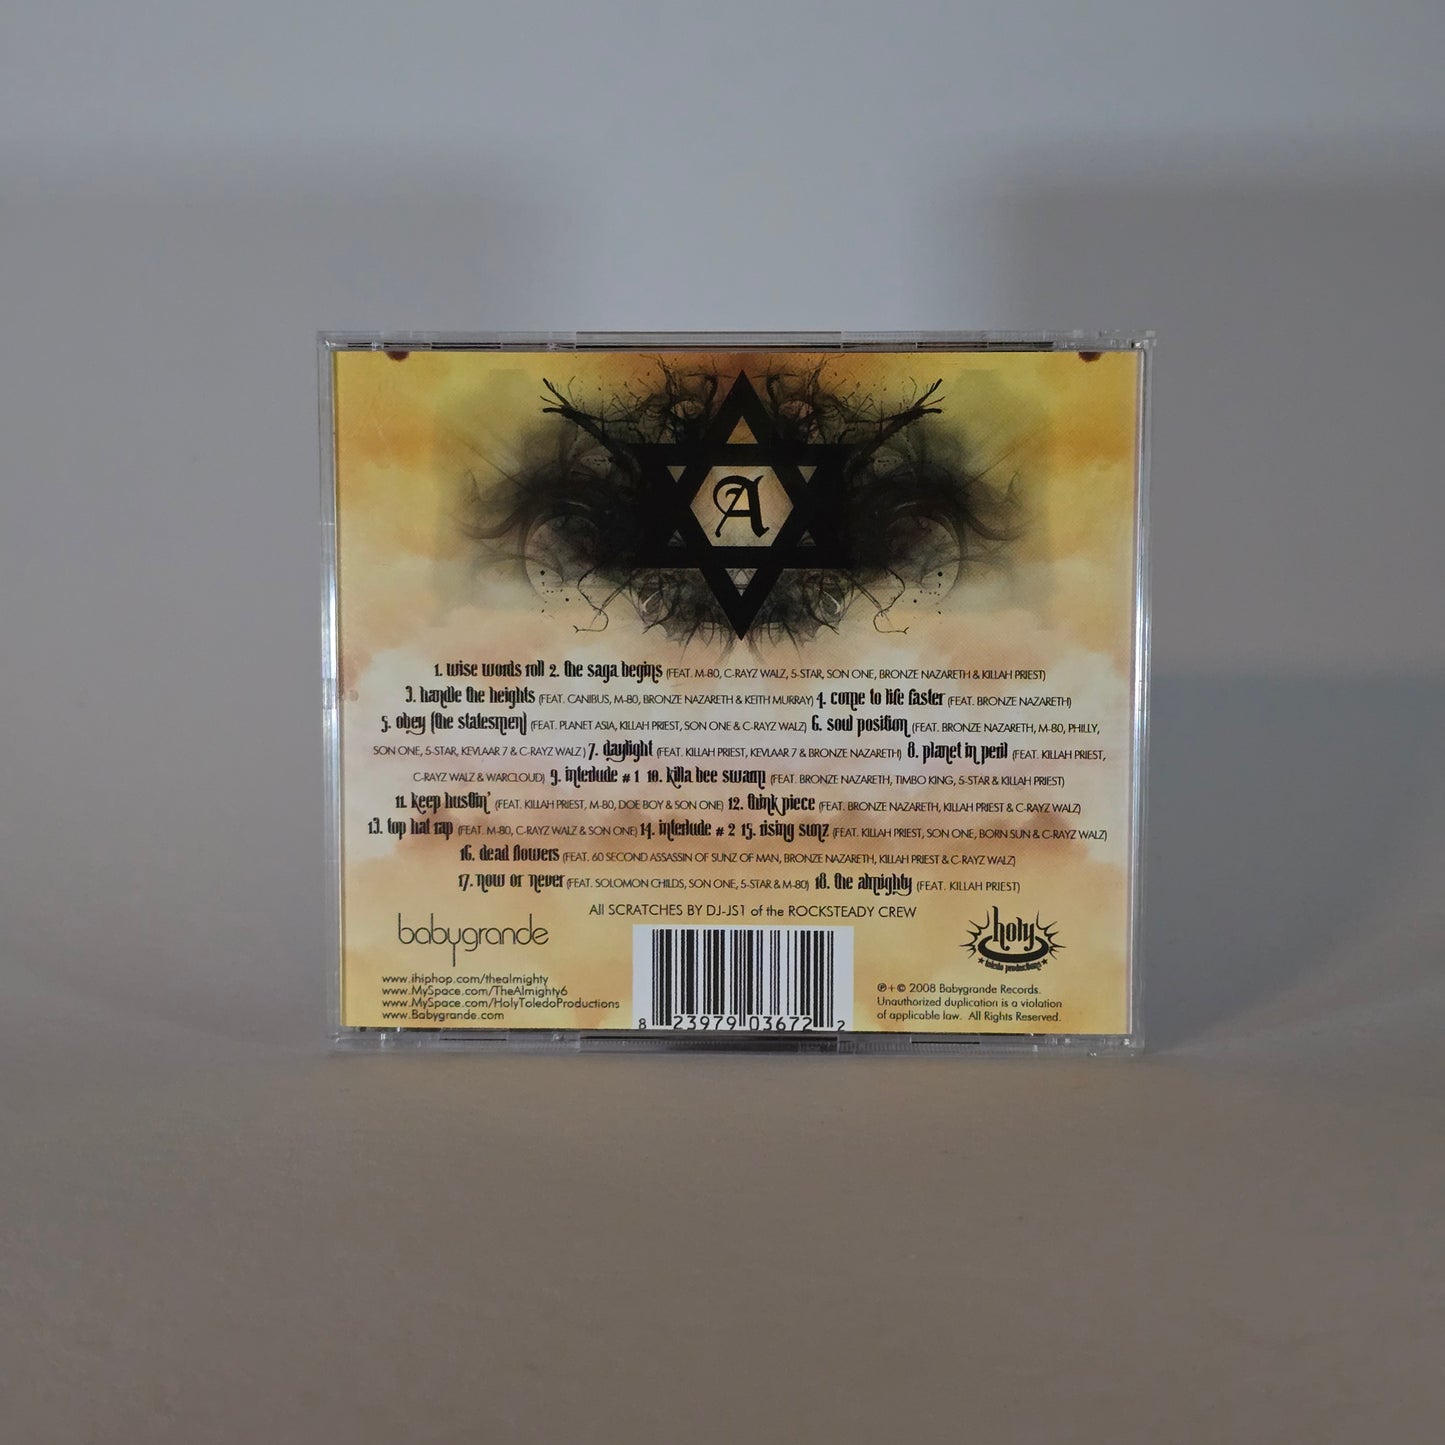 A
1. wise words roll 2. the saga begins (FEAT. M-80, C-RAYZ WALZ, 5-STAR, SON ONE, BRONZE NAZARETH & KILLAH PRIEST)
3. handle the heights (FEAT. CANIBUS, M-80, BRONZE NAZARETH & KEITH MURRAY) 4. come to life faster (FEAT. BRONZE NAZARETH)
5. obey (the statesmen) (FEAT. PLANET ASIA, KILLAH PRIEST, SON ONE & C-RAYZ WALZ) 6. soul position (FEAT. BRONZE NAZARETH, M-80, PHILLY,
SON ONE, 5-STAR, KEVLAAR 7 & C-RAYZ WALZ) 7. daylight (FEAT. KILLAH PRIEST, KEVLAAR 7 & BRONZE NAZARETH) 8. planet in peril (FEAT. KILLAH PRIEST,
C-RAYZ WALZ & WARCLOUD) 9. interlude # 1 10. killa bee swarm (FEAT. BRONZE NAZARETH, TIMBO KING, 5-STAR & KILLAH PRIEST)
11. keep hustlin' (FEAT. KILLAH PRIEST, M-80, DOE BOY & SON ONE) 12. think piece (FEAT. BRONZE NAZARETH, KILLAH PRIEST & C-RAYZ WALZ)
13. top hat rap (FEAT. M-80, C-RAYZ WALZ & SON ONE) 14. interlude # 2 15. rising sunz (FEAT. KILLAH PRIEST, SON ONE, BORN SUN & C-RAYZ WALZ)
16. dead flowers (FEAT. 60 SECOND ASSASSIN OF SUNZ OF MAN, BRONZE NAZARETH, KILLAH PRIEST & C-RAYZ WALZ)
17. now or never (FEAT. SOLOMON CHILDS, SON ONE, 5-STAR & M-80) 18. the almighty (FEAT. KILLAH PRIEST)
All SCRATCHES BY DJ-JS1 of the ROCKSTEADY CREW
babygrande
holy
toledo productions
www.ihiphop.com/thealmighty
www.MySpace.com/TheAlmighty6
www.MySpace.com/HolyToledoProductions
www.Babygrande.com
8 23979 03672 2
℗ + © 2008 Babygrande Records.
Unauthorized duplication is a violation
of applicable law. All Rights Reserved.